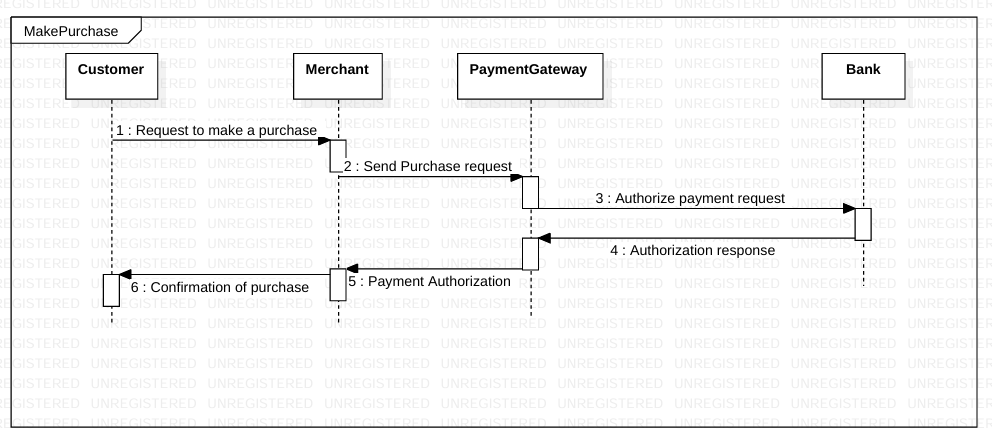 MakePurchase
Customer
Merchant
PaymentGateway
Bank
1 : Request to make a purchase
2 : Send Purchase request
3 : Authorize payment request
4 : Authorization response
5 : Payment Authorization
6 : Confirmation of purchase
UNREGISTERED